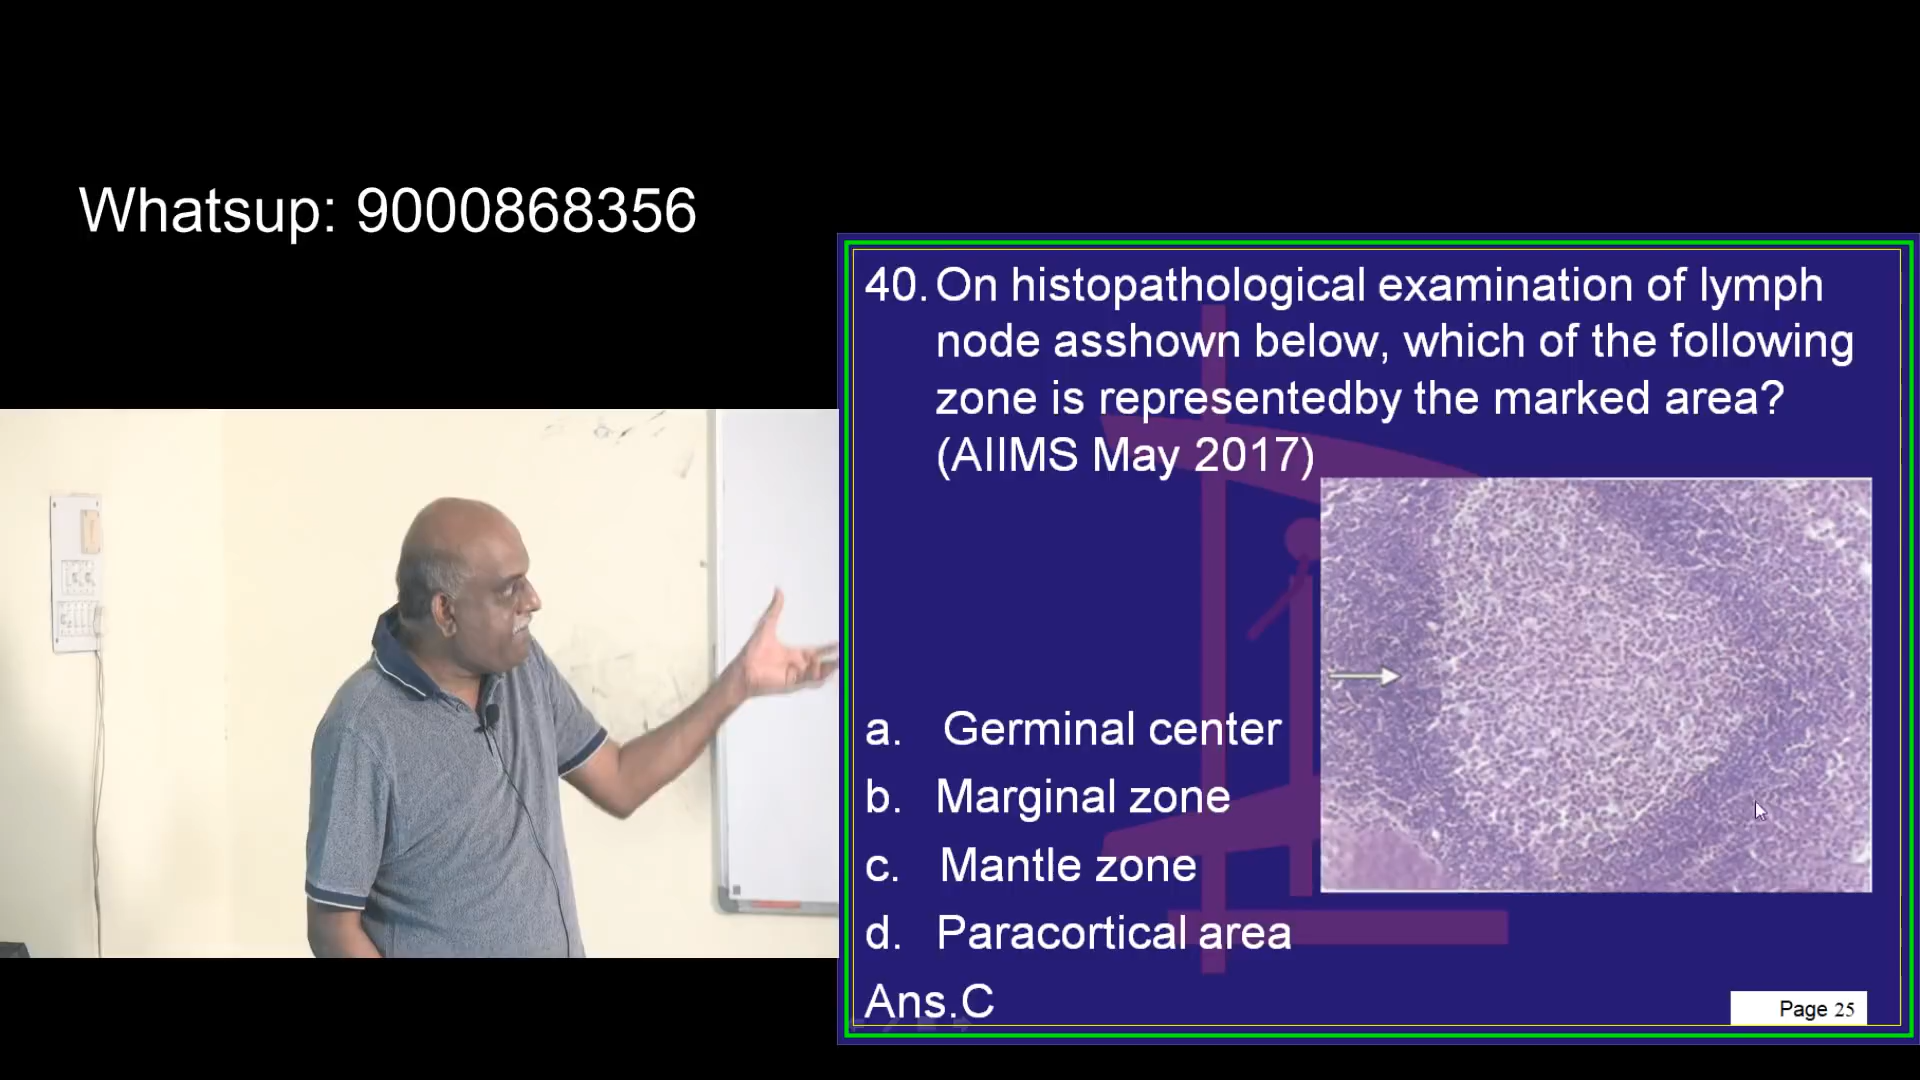 Whatsup: 9000868356
40. On histopathological examination of lymph
node asshown below, which of the following
zone is representedby the marked area?
(AIIMS May 2017)
a. Germinal center
b. Marginal zone
c. Mantle zone
d. Paracortical area
Ans.C
Page 25